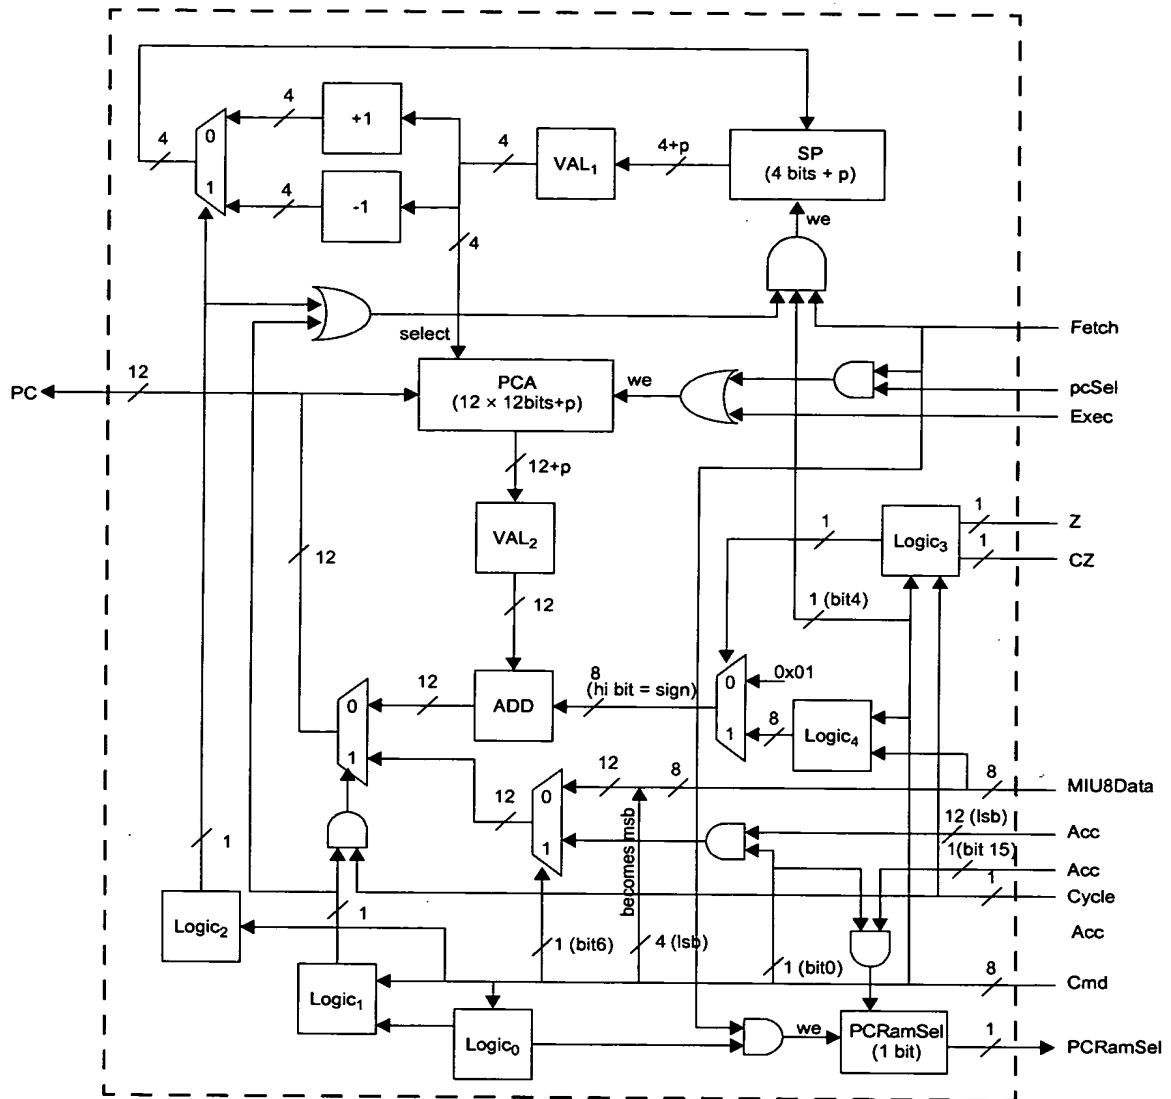 4
+1
0
4
4
VAL1
4+p
SP
(4 bits + p)
1
4
-1
we
4
select
Fetch
PC
12
PCA
(12 × 12bits+p)
we
pcSel
Exec
12+p
VAL2
1
Logic3
1
Z
1
CZ
12
12
1 (bit4)
0
12
ADD
8
(hi bit = sign)
0
0x01
1
1
8
Logic4
12
0
12
8
8
MIU8Data
1
1
becomes msb
12 (lsb)
Acc
1(bit 15)
Acc
1
Cycle
Logic2
1
1 (bit6)
4 (lsb)
Acc
1 (bit0)
8
Cmd
Logic1
Logic0
we
PCRamSel
(1 bit)
1
PCRamSel